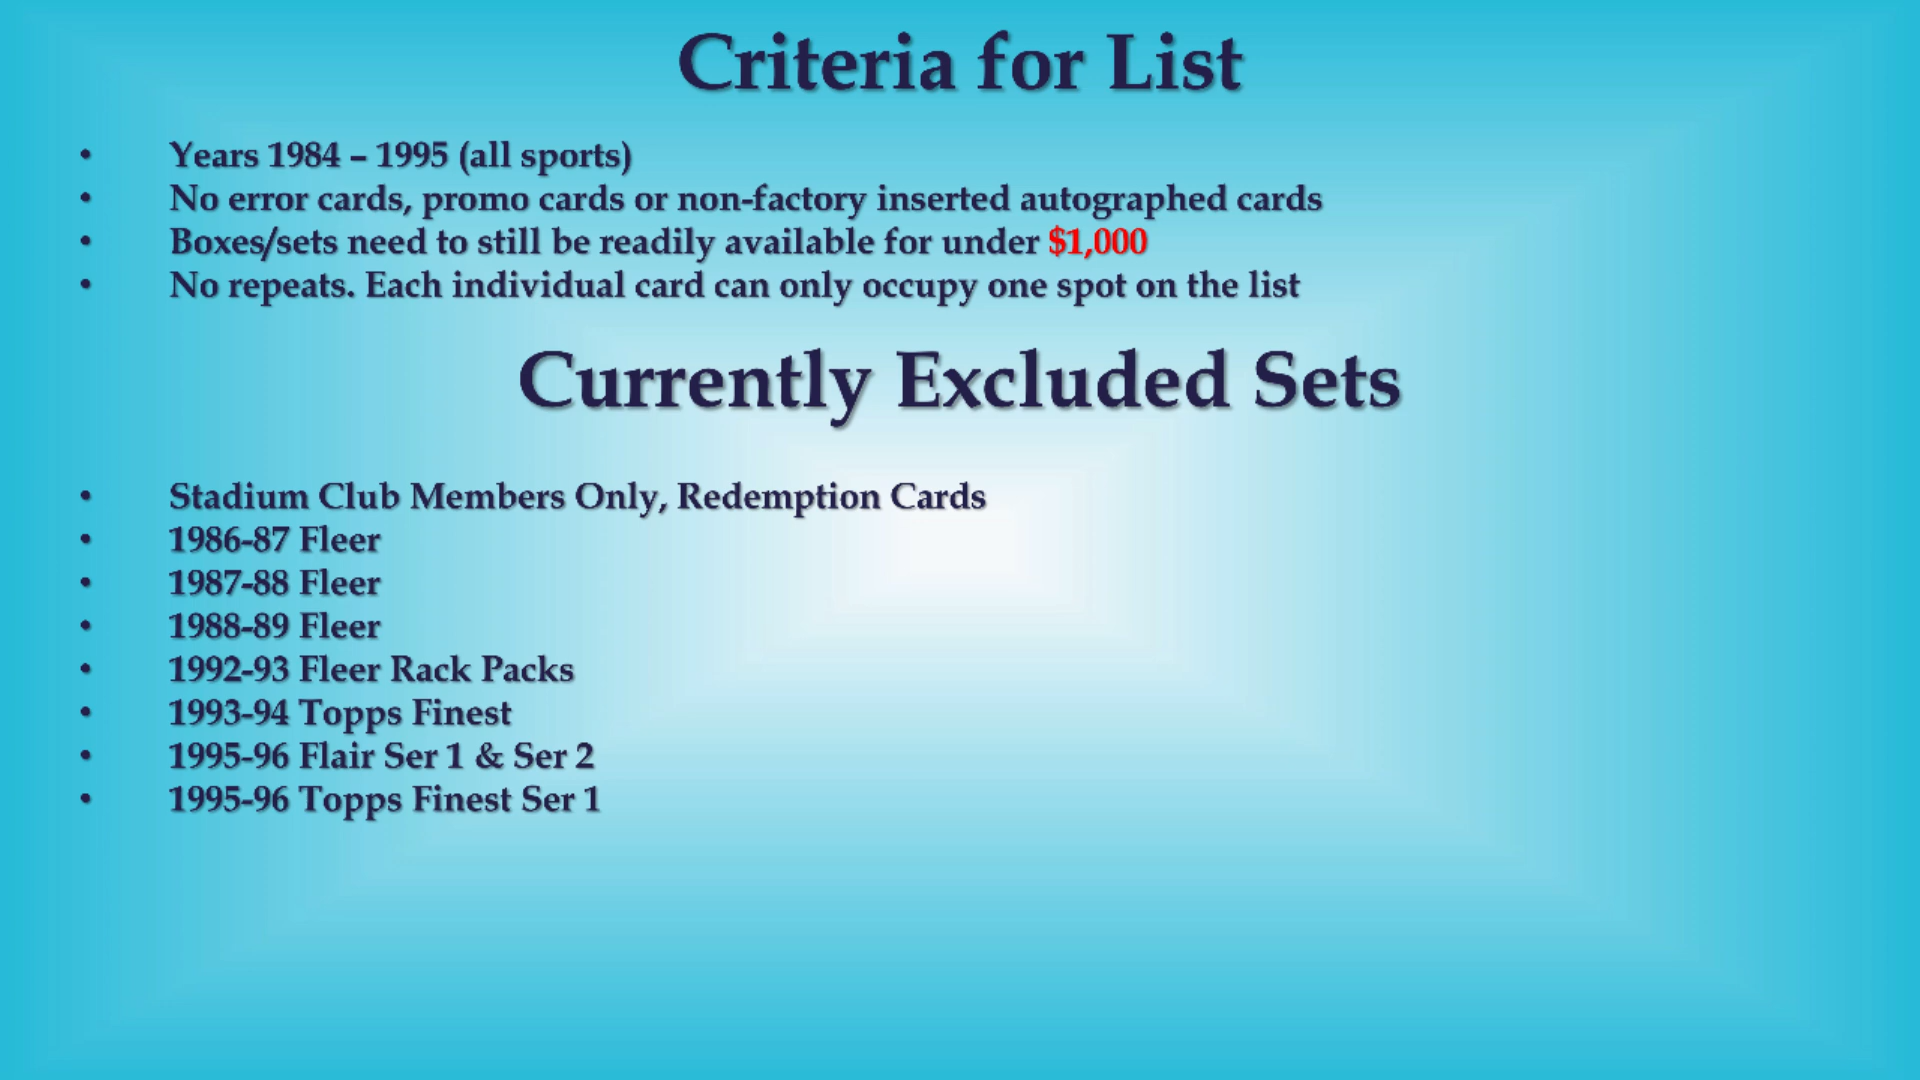 Criteria for List
• Years 1984 – 1995 (all sports)
• No error cards, promo cards or non-factory inserted autographed cards
• Boxes/sets need to still be readily available for under $1,000
• No repeats. Each individual card can only occupy one spot on the list
Currently Excluded Sets
• Stadium Club Members Only, Redemption Cards
• 1986-87 Fleer
• 1987-88 Fleer
• 1988-89 Fleer
• 1992-93 Fleer Rack Packs
• 1993-94 Topps Finest
• 1995-96 Flair Ser 1 & Ser 2
• 1995-96 Topps Finest Ser 1